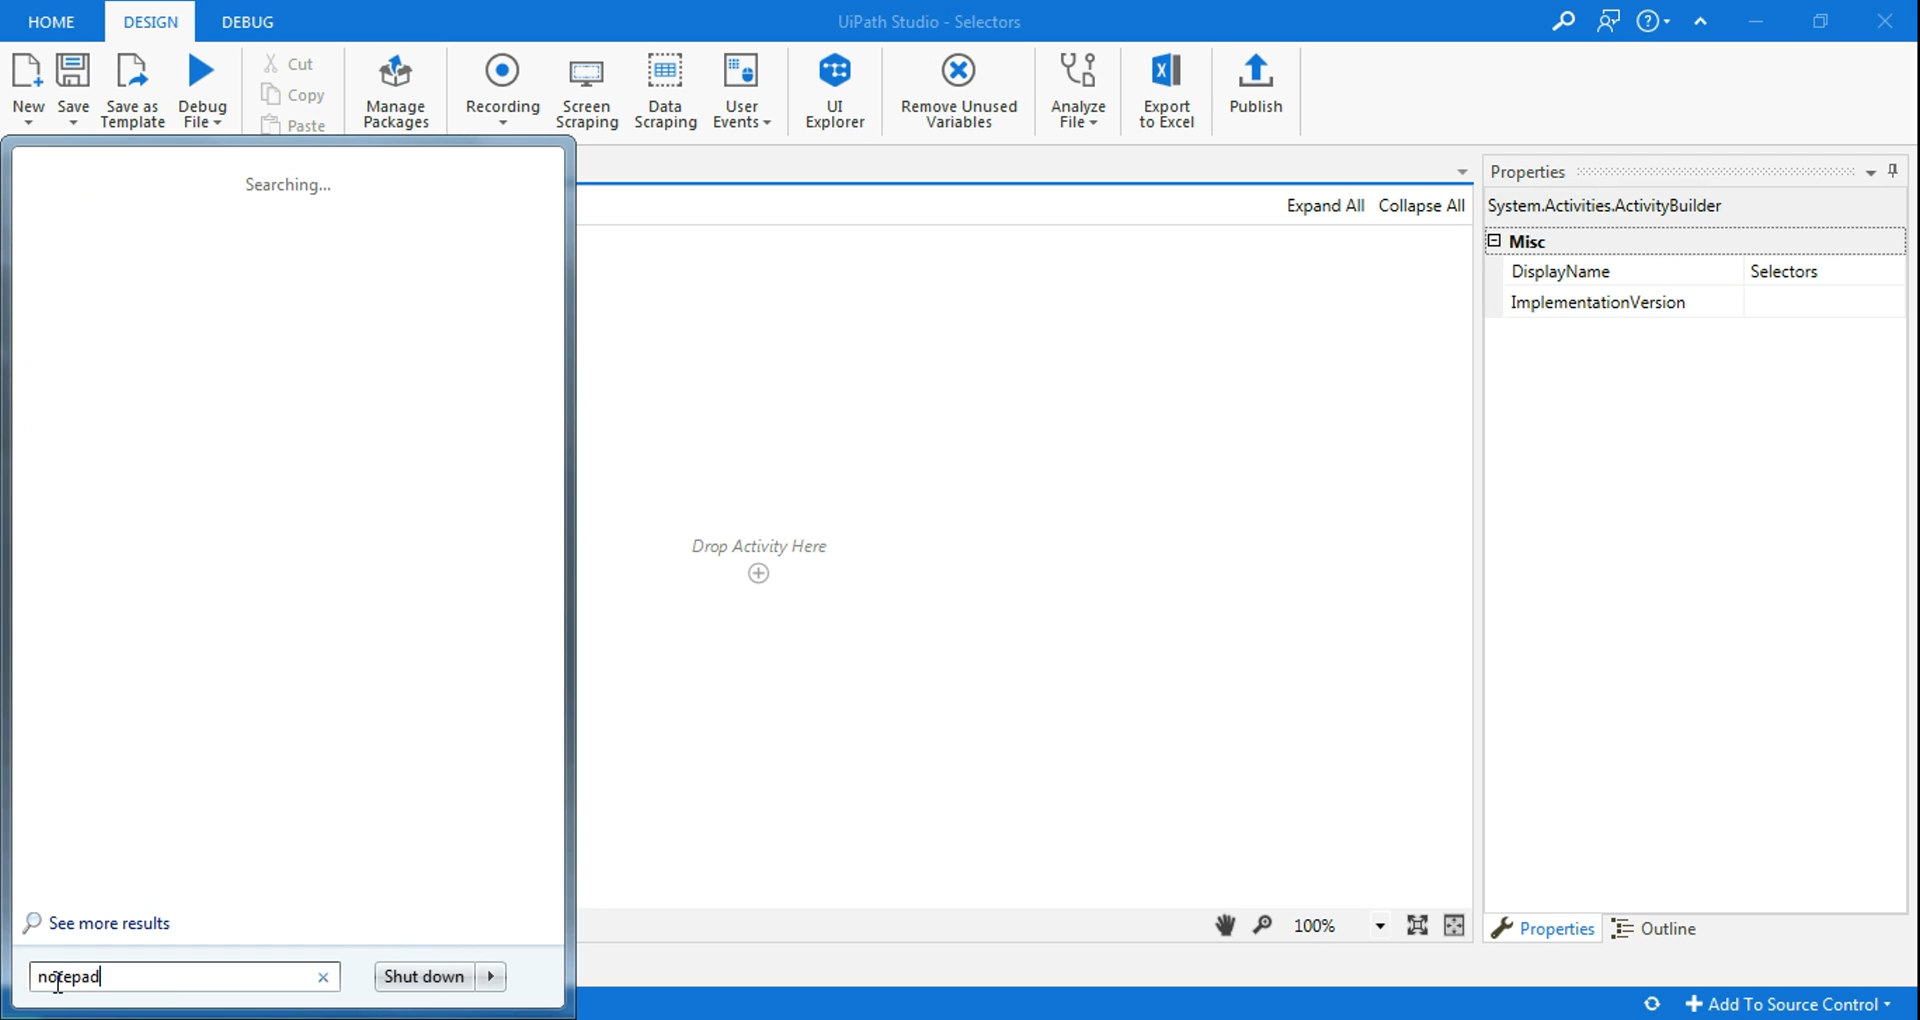 HOME DESIGN DEBUG UiPath Studio - Selectors
New Save Save as Template Debug File Cut Copy Paste Manage Packages Recording Screen Scraping Data Scraping User Events UI Explorer Remove Unused Variables Analyze File Export to Excel Publish
Searching...
Expand All Collapse All
Properties
System.Activities.ActivityBuilder
Misc
DisplayName Selectors
ImplementationVersion
Drop Activity Here
See more results
100%
Properties Outline
notepad
Shut down
Add To Source Control